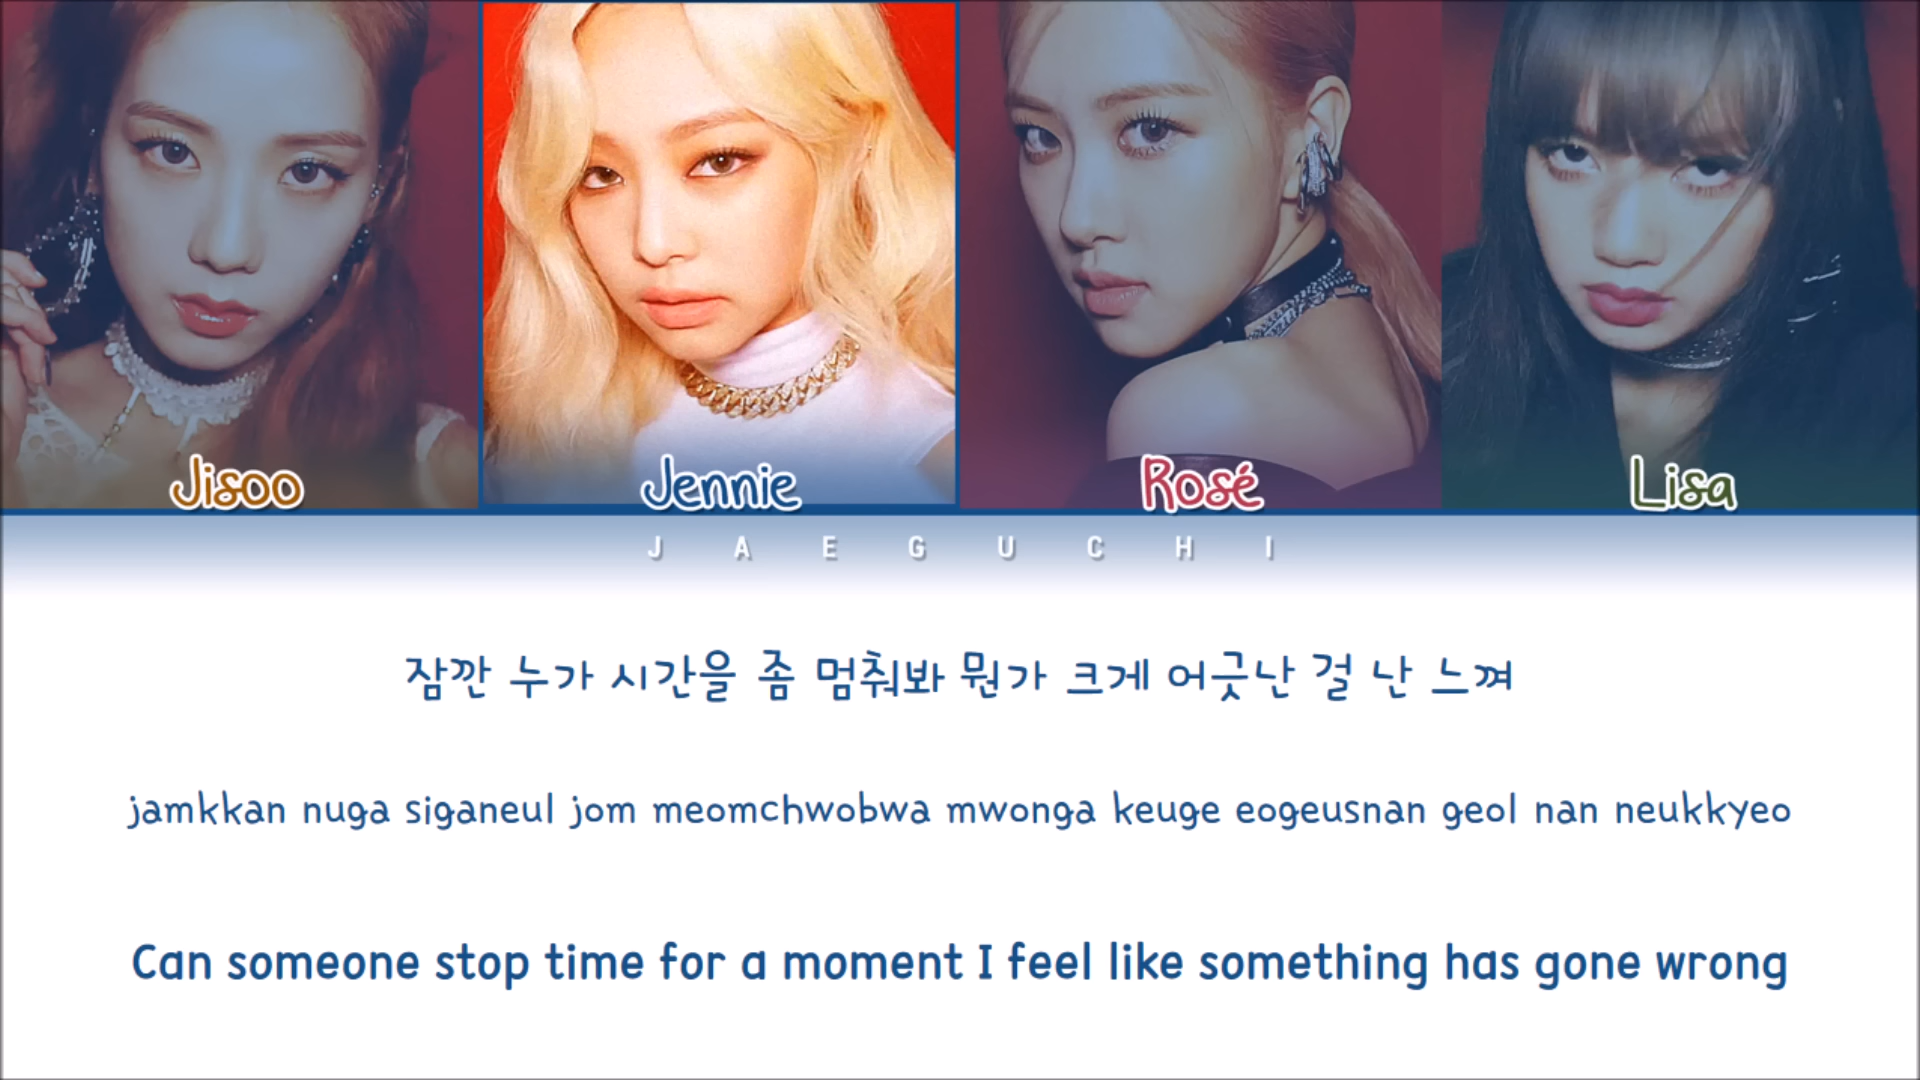 Jisoo Jennie Rosé Lisa
JAEGUCHI
잠깐 누가 시간을 좀 멈춰봐 뭔가 크게 어긋난 걸 난 느껴
jamkkan nuga siganeul jom meomchwobwa mwonga keuge eogeusnan geol nan neukkyeo
Can someone stop time for a moment I feel like something has gone wrong